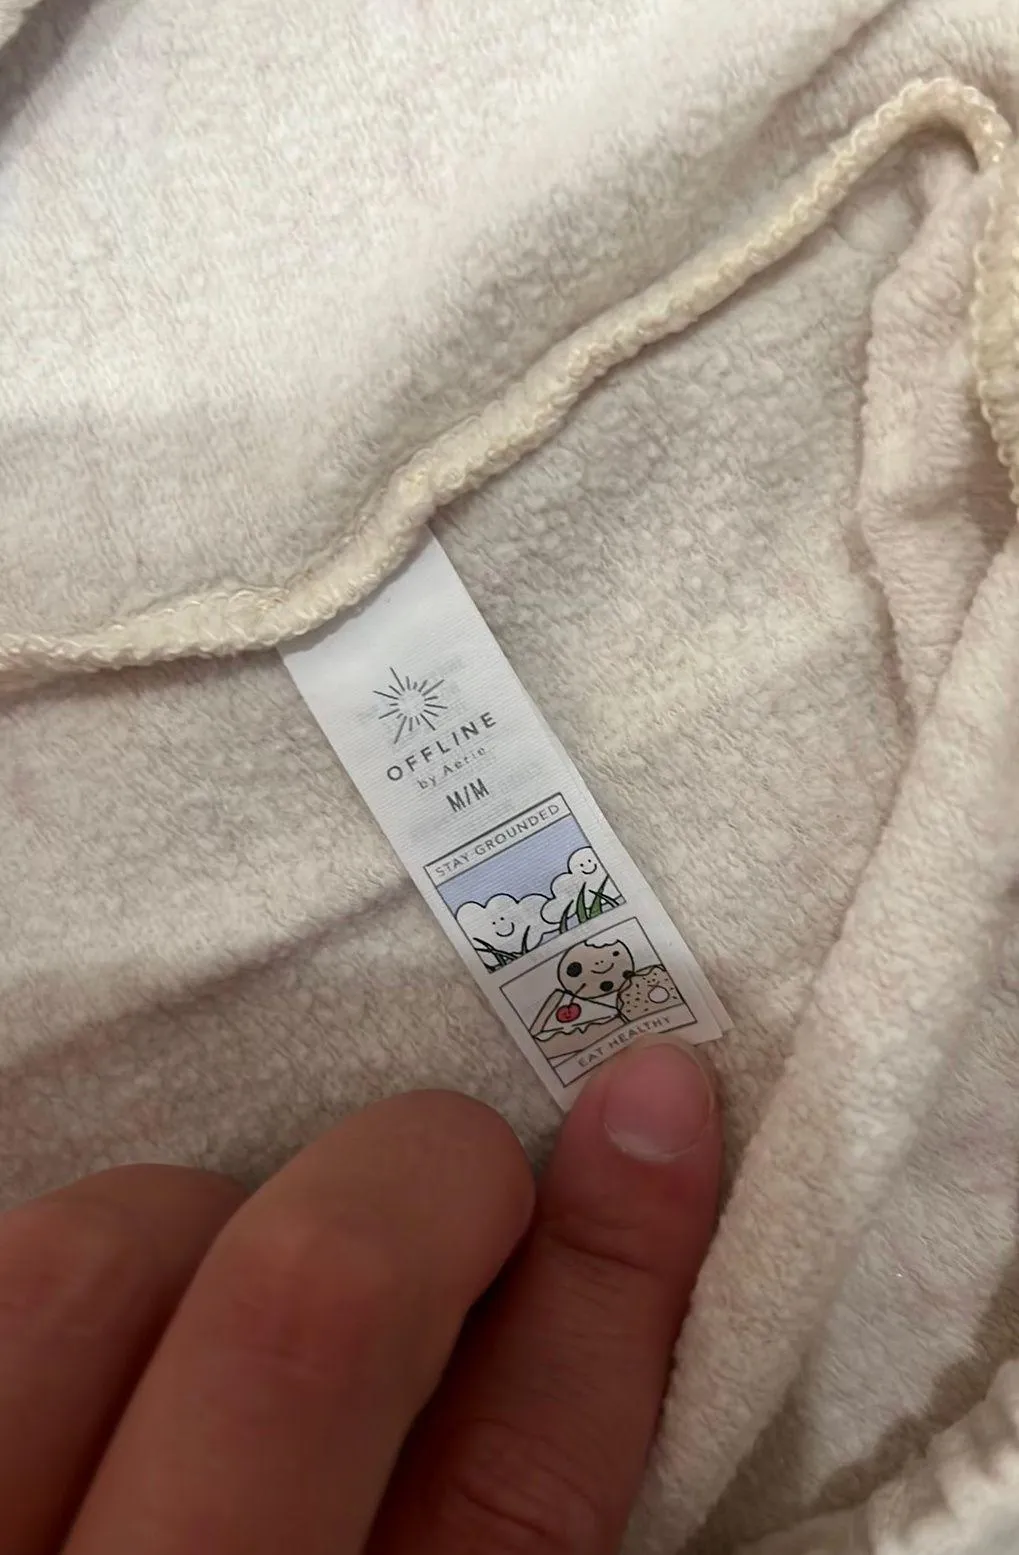 OFFLINE
by Aerie
M/M
STAY GROUNDED
EAT HEALTHY